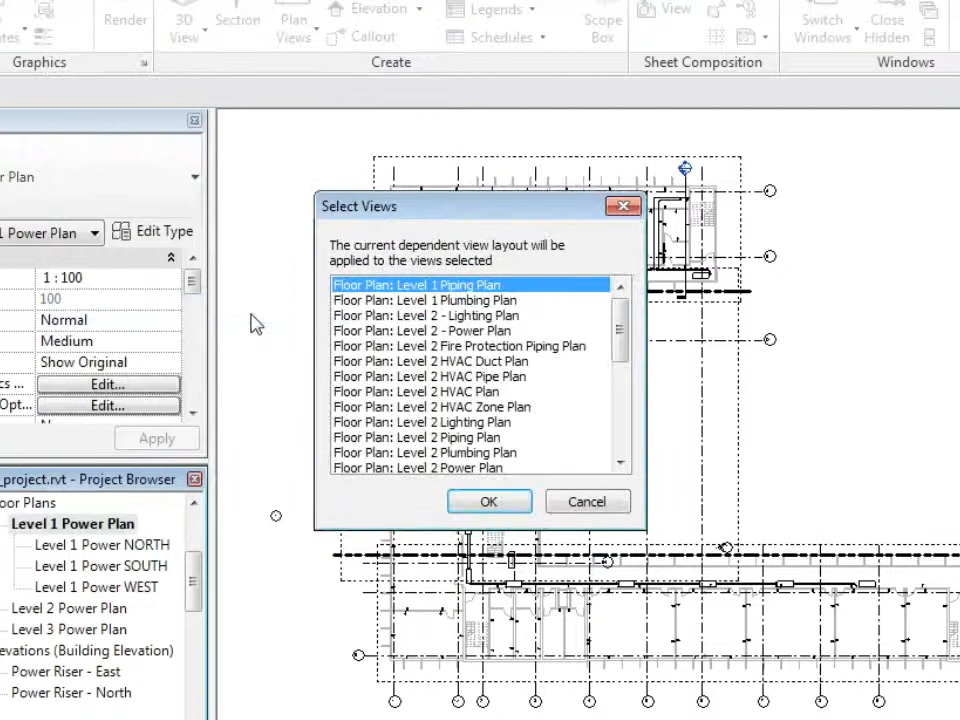 Render
3D
View
Section
Plan
Views
Elevation
Callout
Legends
Schedules
Scope
Box
View
Switch
Windows
Close
Hidden
Graphics
Create
Sheet Composition
Windows
r Plan
1 Power Plan
Edit Type
1 : 100
100
Normal
Medium
Show Original
cs ...
Edit...
Opt...
Edit...
Apply
_project.rvt - Project Browser
oor Plans
Level 1 Power Plan
Level 1 Power NORTH
Level 1 Power SOUTH
Level 1 Power WEST
Level 2 Power Plan
Level 3 Power Plan
evations (Building Elevation)
Power Riser - East
Power Riser - North
Select Views
The current dependent view layout will be
applied to the views selected
Floor Plan: Level 1 Piping Plan
Floor Plan: Level 1 Plumbing Plan
Floor Plan: Level 2 - Lighting Plan
Floor Plan: Level 2 - Power Plan
Floor Plan: Level 2 Fire Protection Piping Plan
Floor Plan: Level 2 HVAC Duct Plan
Floor Plan: Level 2 HVAC Pipe Plan
Floor Plan: Level 2 HVAC Plan
Floor Plan: Level 2 HVAC Zone Plan
Floor Plan: Level 2 Lighting Plan
Floor Plan: Level 2 Piping Plan
Floor Plan: Level 2 Plumbing Plan
Floor Plan: Level 2 Power Plan
OK
Cancel